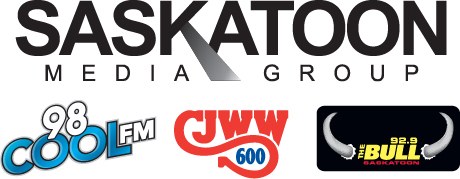 SASKATOON
MEDIA GROUP
98
COOL FM
CJWW
600
92.9
THE BULL
SASKATOON